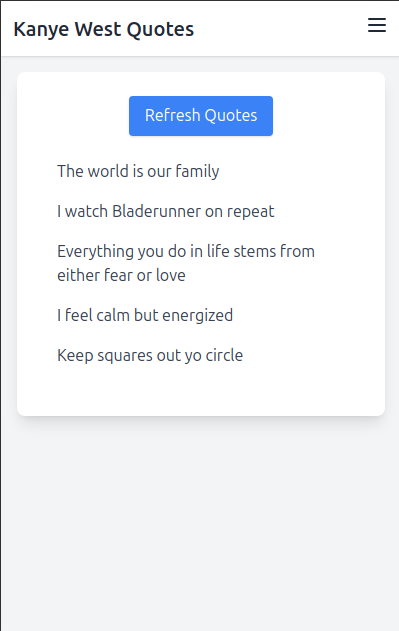 Kanye West Quotes
Refresh Quotes
The world is our family
I watch Bladerunner on repeat
Everything you do in life stems from
either fear or love
I feel calm but energized
Keep squares out yo circle